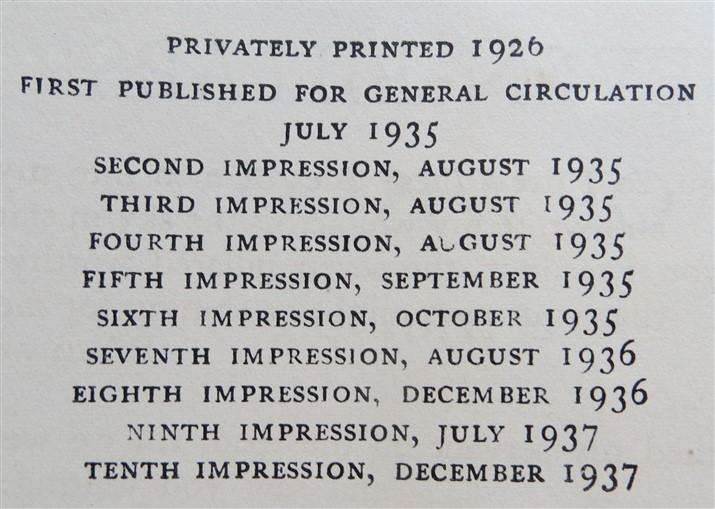 PRIVATELY PRINTED 1926
FIRST PUBLISHED FOR GENERAL CIRCULATION
JULY 1935
SECOND IMPRESSION, AUGUST 1935
THIRD IMPRESSION, AUGUST 1935
FOURTH IMPRESSION, AUGUST 1935
FIFTH IMPRESSION, SEPTEMBER 1935
SIXTH IMPRESSION, OCTOBER 1935
SEVENTH IMPRESSION, AUGUST 1936
EIGHTH IMPRESSION, DECEMBER 1936
NINTH IMPRESSION, JULY 1937
TENTH IMPRESSION, DECEMBER 1937